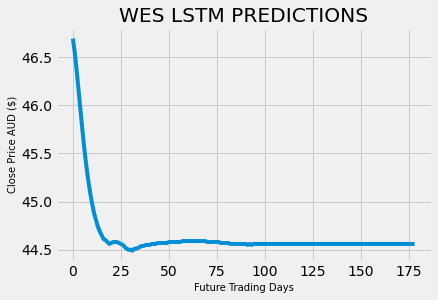 WES LSTM PREDICTIONS
Close Price AUD ($)
46.5
46.0
45.5
45.0
44.5
0 25 50 75 100 125 150 175
Future Trading Days